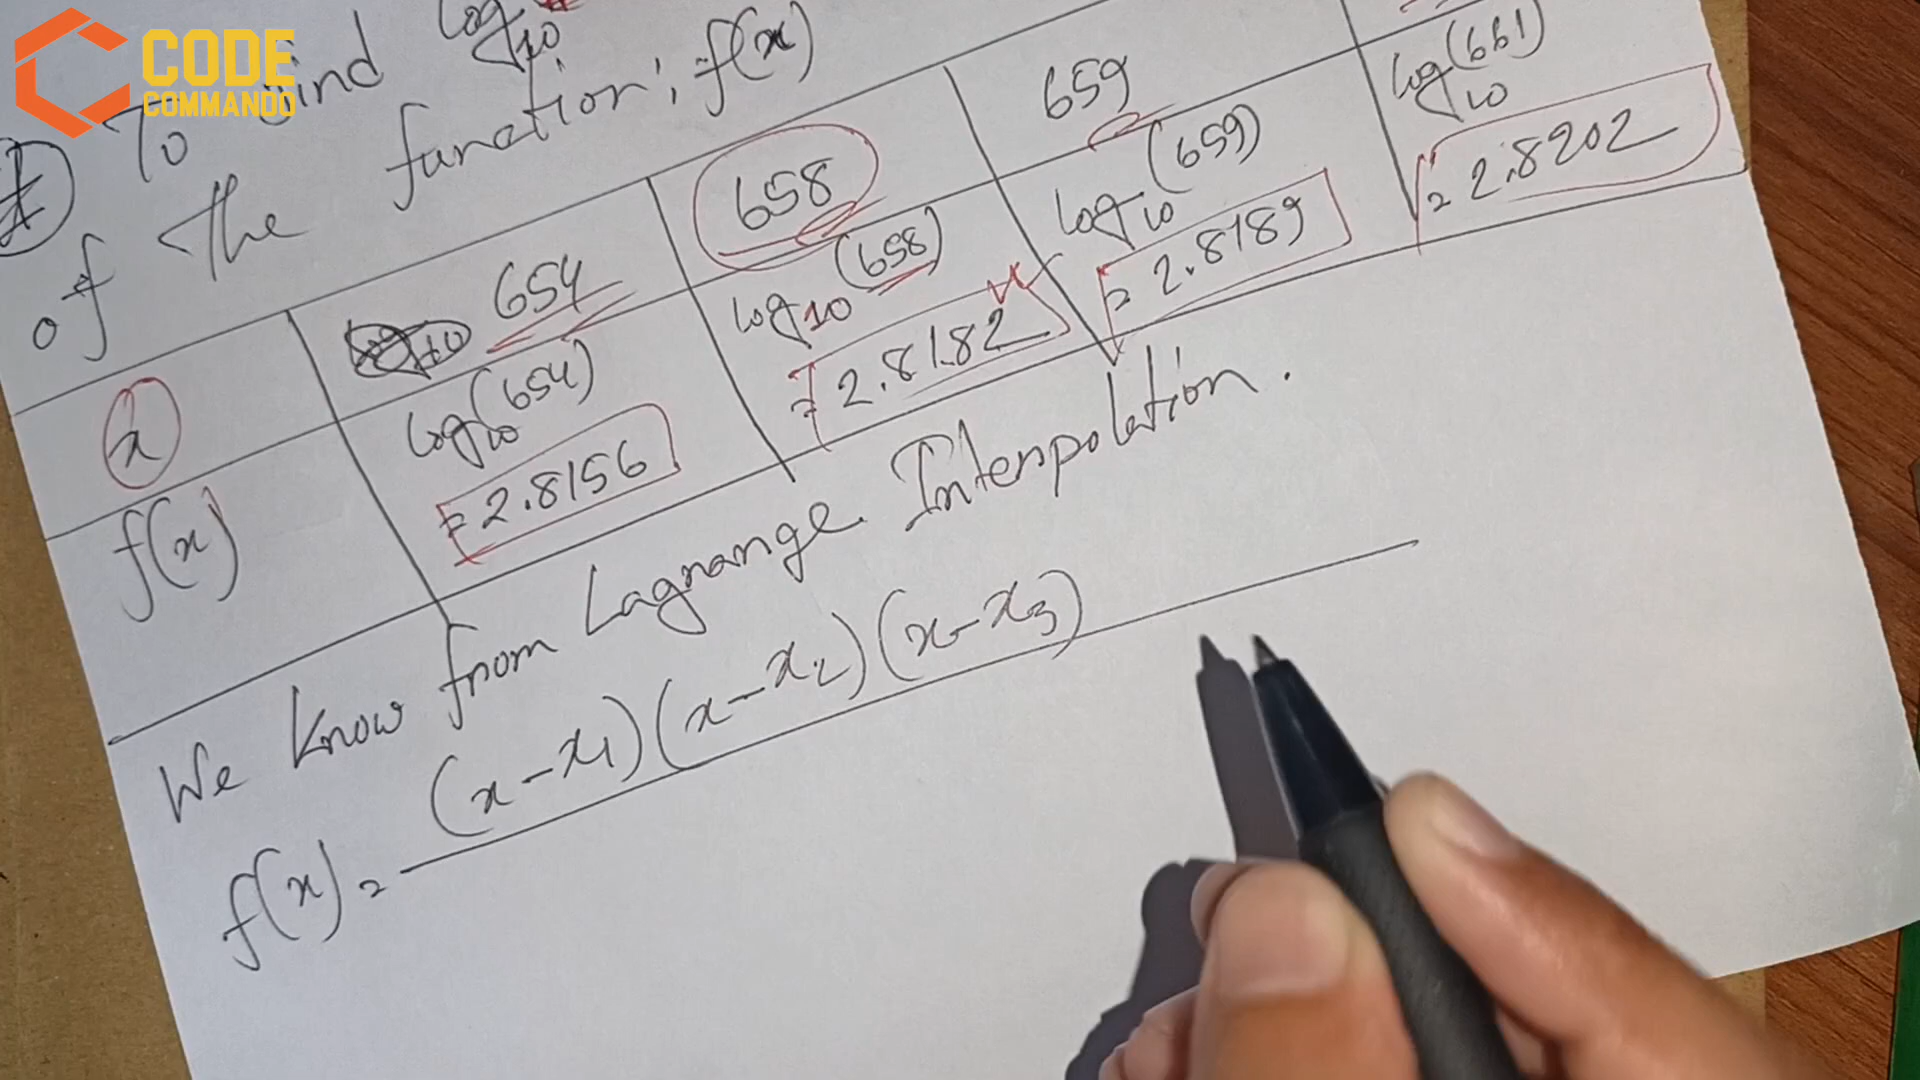 CODE
COMMANDO
To Find log10
of the function; f(x)
x 654 658 659
f(x) log10(654) = 2.8156 log10(658) = 2.8182 log10(659) = 2.8189 log10(661) = 2.8202
We know from Lagrange Interpolation.
f(x) = (x-x1)(x-x2)(x-x3)